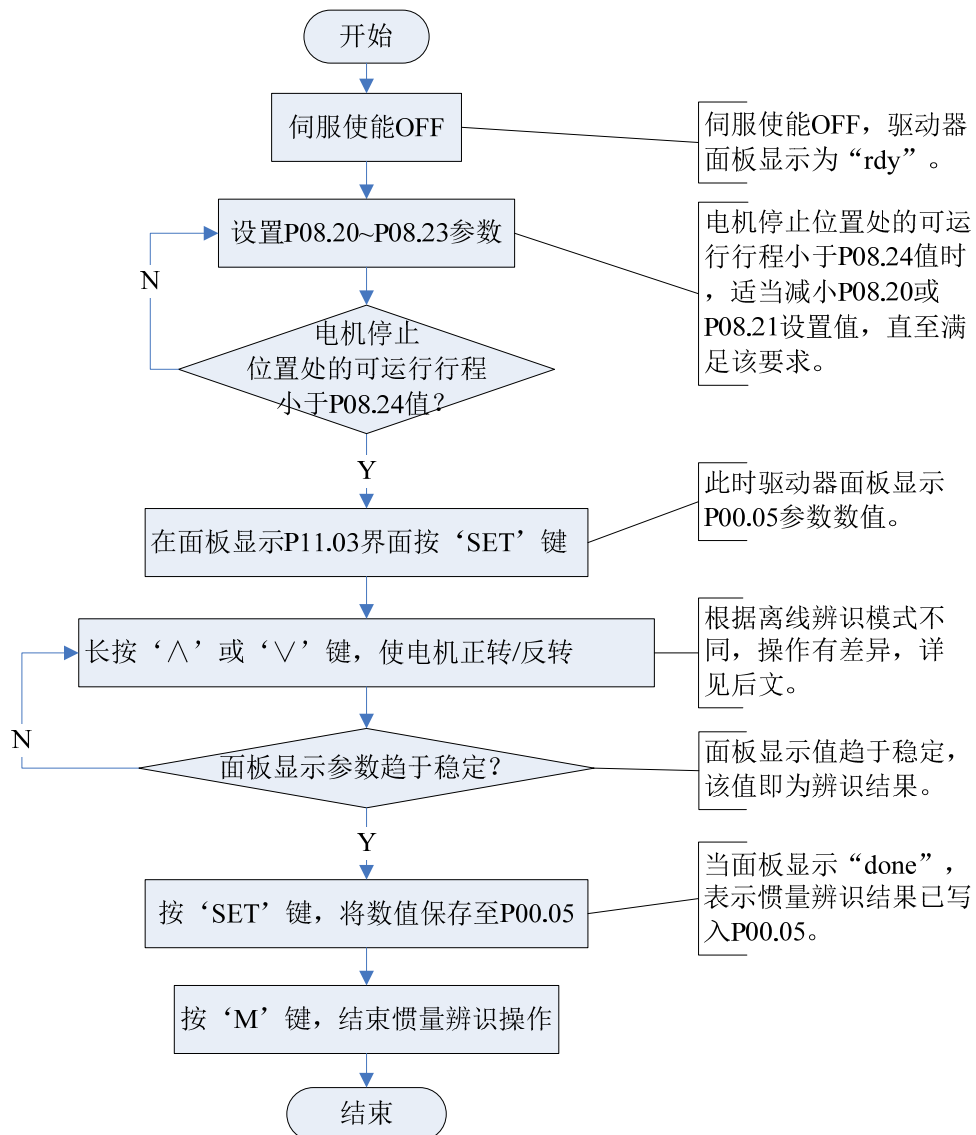 开始
伺服使能OFF
伺服使能OFF，驱动器
面板显示为“rdy”。
设置P08.20~P08.23参数
电机停止位置处的可运
行行程小于P08.24值时
，适当减小P08.20或
P08.21设置值，直至满
足该要求。
N
电机停止
位置处的可运行行程
小于P08.24值？
Y
在面板显示P11.03界面按‘SET’键
此时驱动器面板显示
P00.05参数数值。
长按‘∧’或‘∨’键，使电机正转/反转
根据离线辨识模式不
同，操作有差异，详
见后文。
N
面板显示参数趋于稳定？
面板显示值趋于稳定，
该值即为辨识结果。
Y
按‘SET’键，将数值保存至P00.05
当面板显示“done”，
表示惯量辨识结果已写
入P00.05。
按‘M’键，结束惯量辨识操作
结束